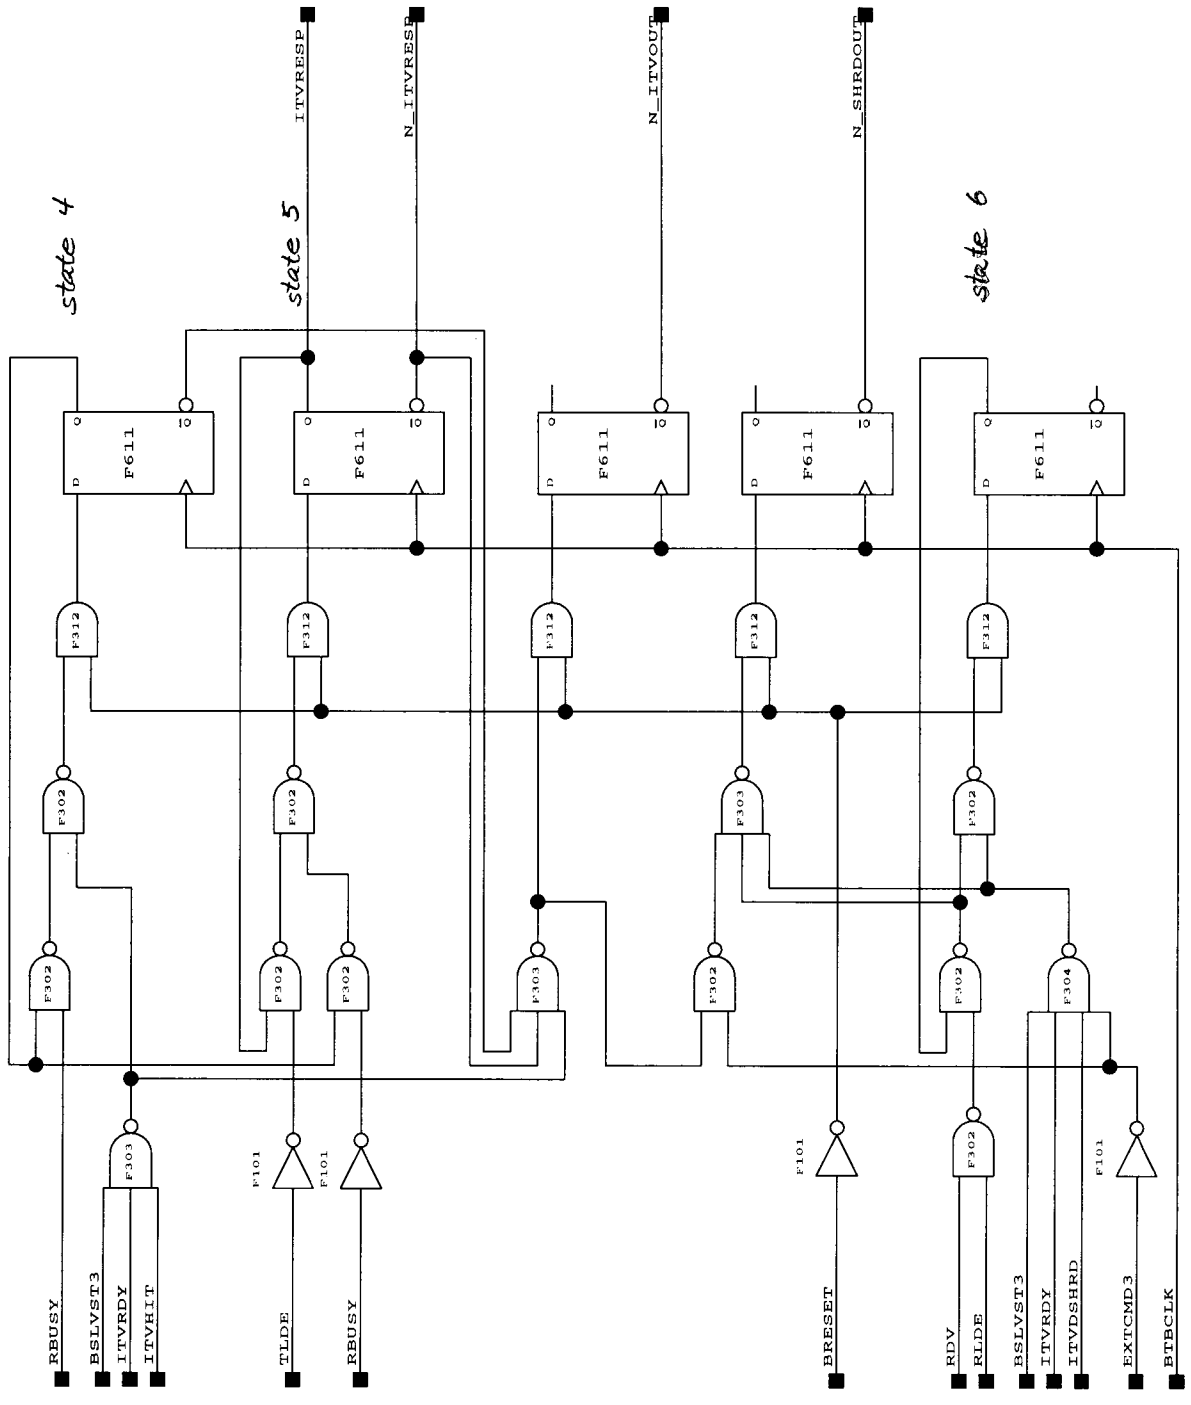 ITVRESP
N_ITVRESP
N_ITVOUT
N_SHRDOUT
state 4
state 5
state 6
Q
Q
F611
D
Q
Q
F611
D
Q
Q
F611
D
Q
Q
F611
D
Q
Q
F611
D
F312
F312
F312
F312
F312
F302
F302
F303
F302
F302
F302
F302
F303
F302
F302
F304
F303
F101
F101
F101
F302
F101
RBUSY
BSLVST3
ITVRDY
ITVHIT
TLDE
RBUSY
BRESET
RDV
RLDE
BSLVST3
ITVRDY
ITVDSHRD
EXTCMD3
BTBCLK